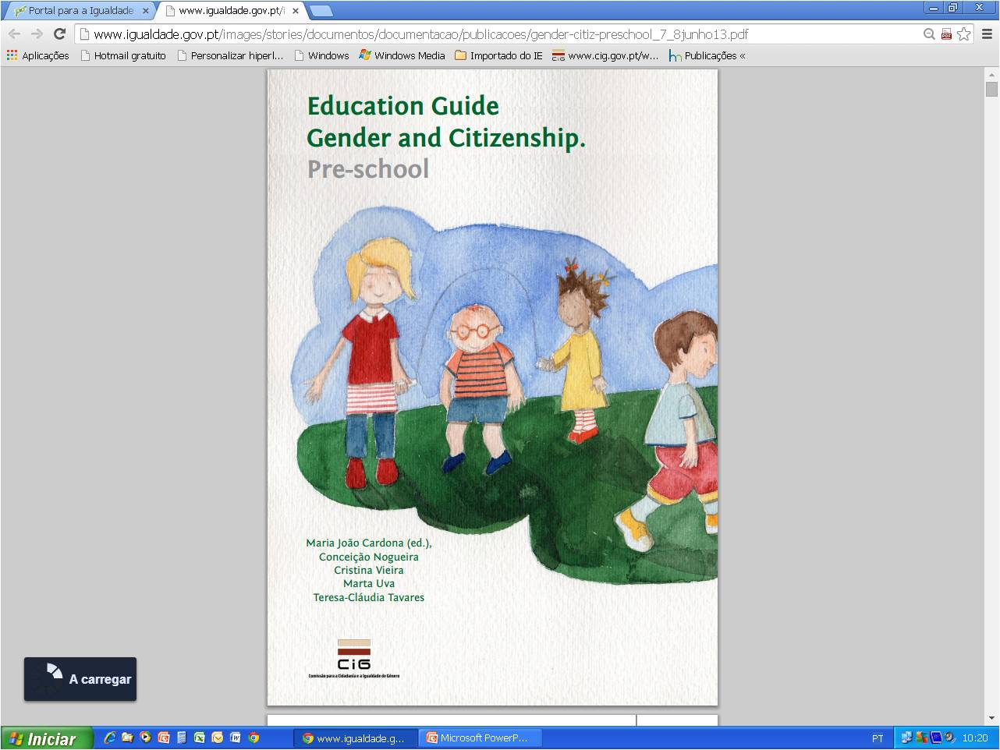 Portal para a Igualdade
www.igualdade.gov.pt/i
www.igualdade.gov.pt/images/stories/documentos/documentacao/publicacoes/gender-citiz-preschool_7_8junho13.pdf
Aplicações
Hotmail gratuito
Personalizar hiperl...
Windows
Windows Media
Importado do IE
www.cig.gov.pt/w...
Publicações «
Education Guide
Gender and Citizenship.
Pre-school
Maria João Cardona (ed.),
Conceição Nogueira
Cristina Vieira
Marta Uva
Teresa-Cláudia Tavares
CIG
Comissão para a Cidadania e a Igualdade de Género
A carregar
Iniciar
www.igualdade.g...
Microsoft PowerP...
PT
10:20